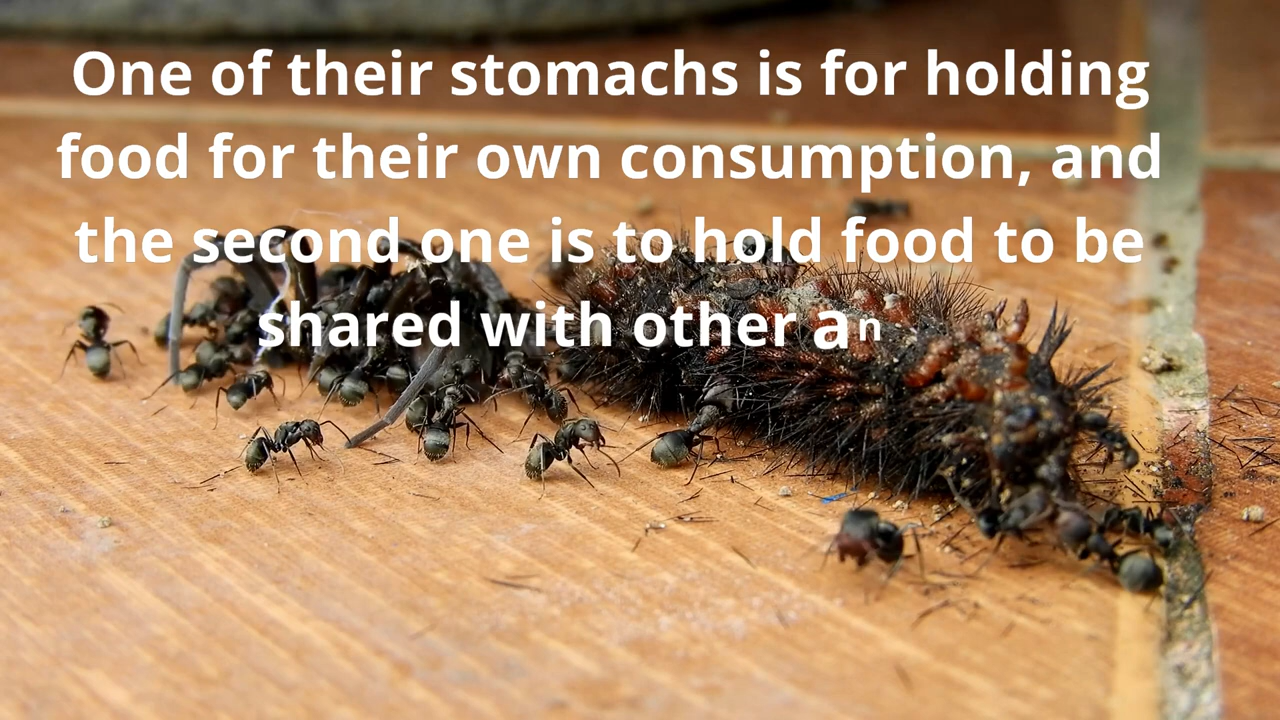 One of their stomachs is for holding
food for their own consumption, and
the second one is to hold food to be
shared with other an